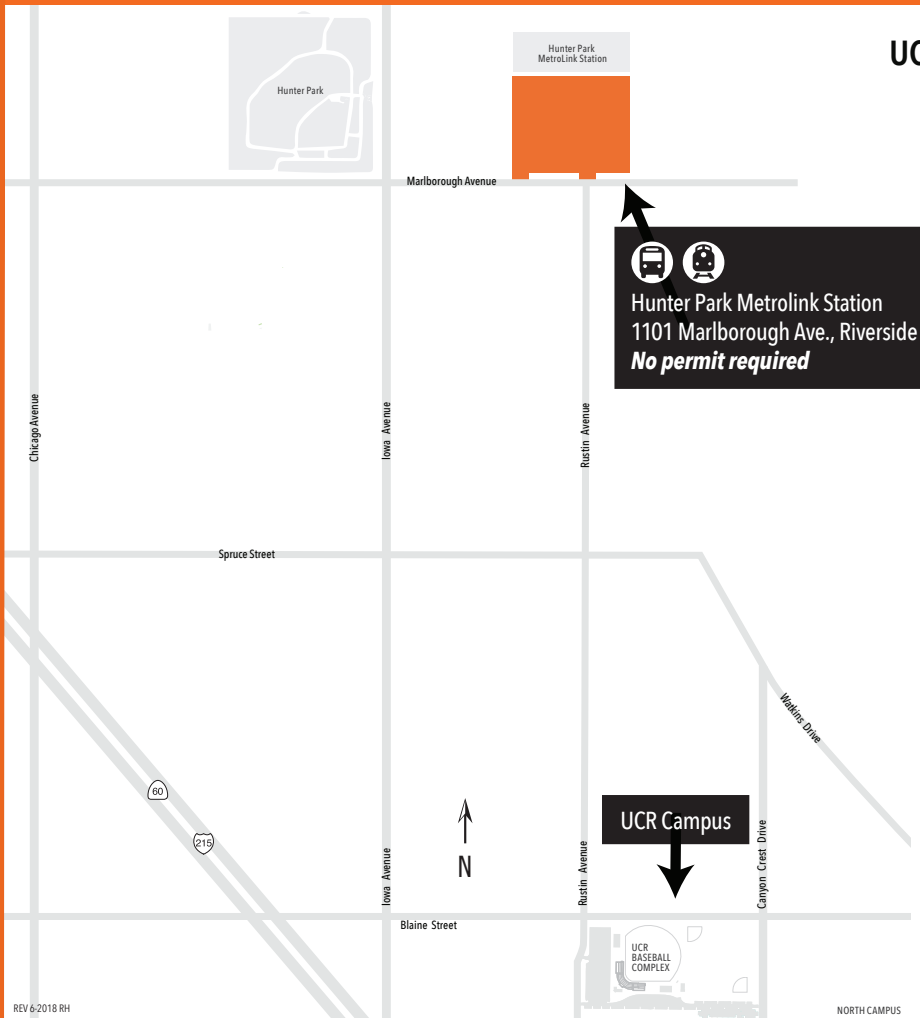 UC
Hunter Park
MetroLink Station
Hunter Park
Marlborough Avenue
Hunter Park Metrolink Station
1101 Marlborough Ave., Riverside
No permit required
Chicago Avenue
Iowa Avenue
Rustin Avenue
Spruce Street
Watkins Drive
60
215
N
UCR Campus
Iowa Avenue
Rustin Avenue
Canyon Crest Drive
Blaine Street
UCR
BASEBALL
COMPLEX
REV 6-2018 RH
NORTH CAMPUS